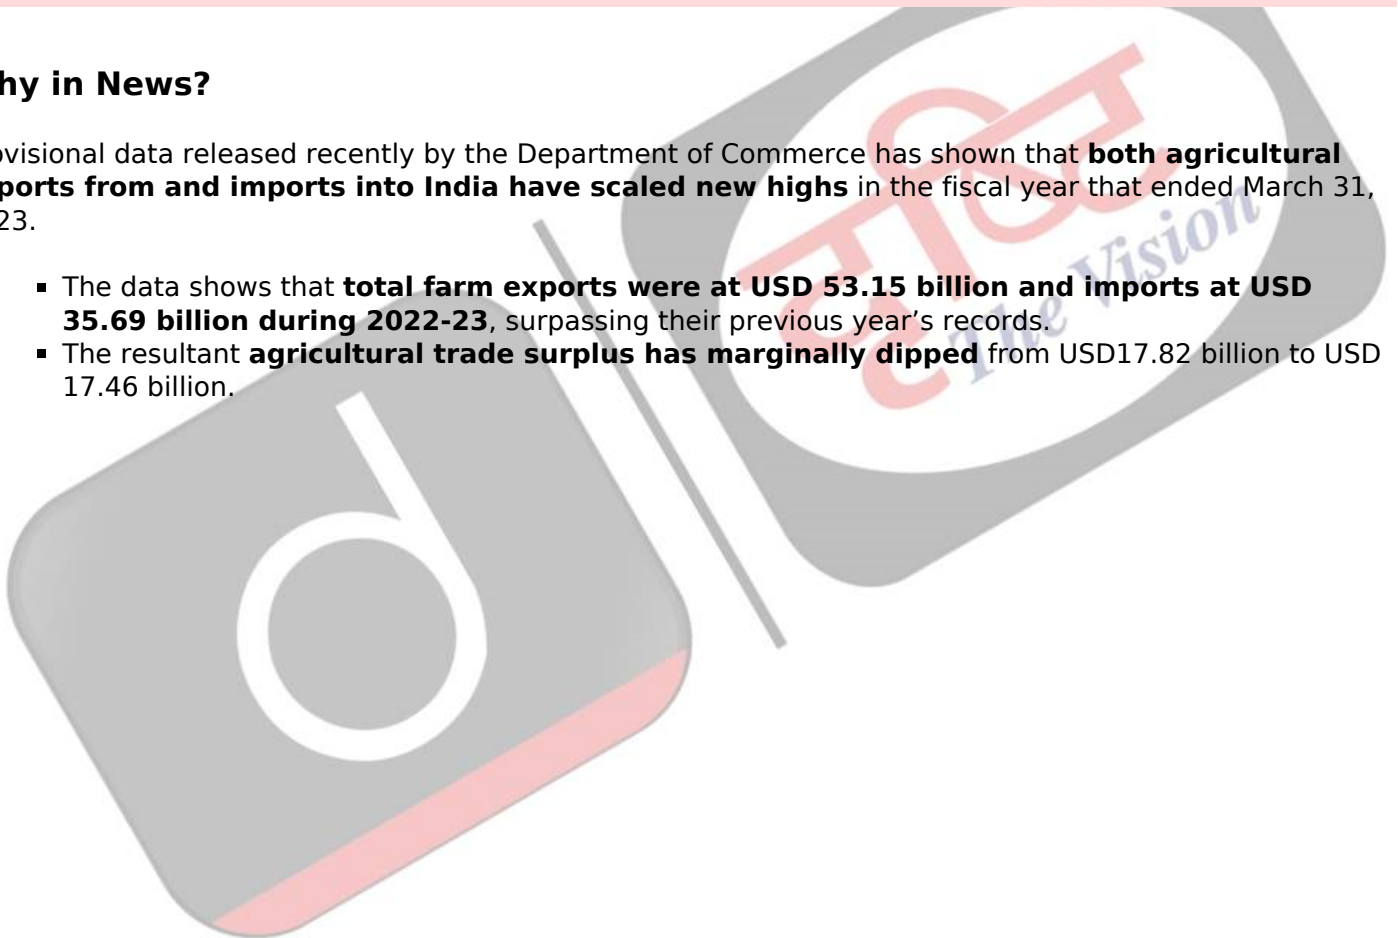 hy in News?
ovisional data released recently by the Department of Commerce has shown that both agricultural
ports from and imports into India have scaled new highs in the fiscal year that ended March 31,
23.
▪ The data shows that total farm exports were at USD 53.15 billion and imports at USD
35.69 billion during 2022-23, surpassing their previous year’s records.
▪ The resultant agricultural trade surplus has marginally dipped from USD17.82 billion to USD
17.46 billion.
दृष्टि
The Vision
d